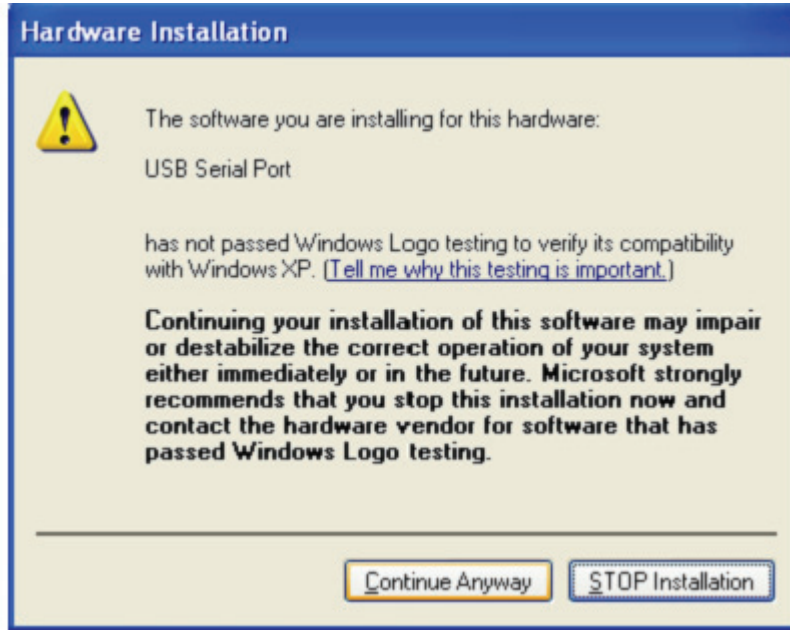 Hardware Installation
The software you are installing for this hardware:
USB Serial Port
has not passed Windows Logo testing to verify its compatibility
with Windows XP. (Tell me why this testing is important.)
Continuing your installation of this software may impair
or destabilize the correct operation of your system
either immediately or in the future. Microsoft strongly
recommends that you stop this installation now and
contact the hardware vendor for software that has
passed Windows Logo testing.
Continue Anyway
STOP Installation